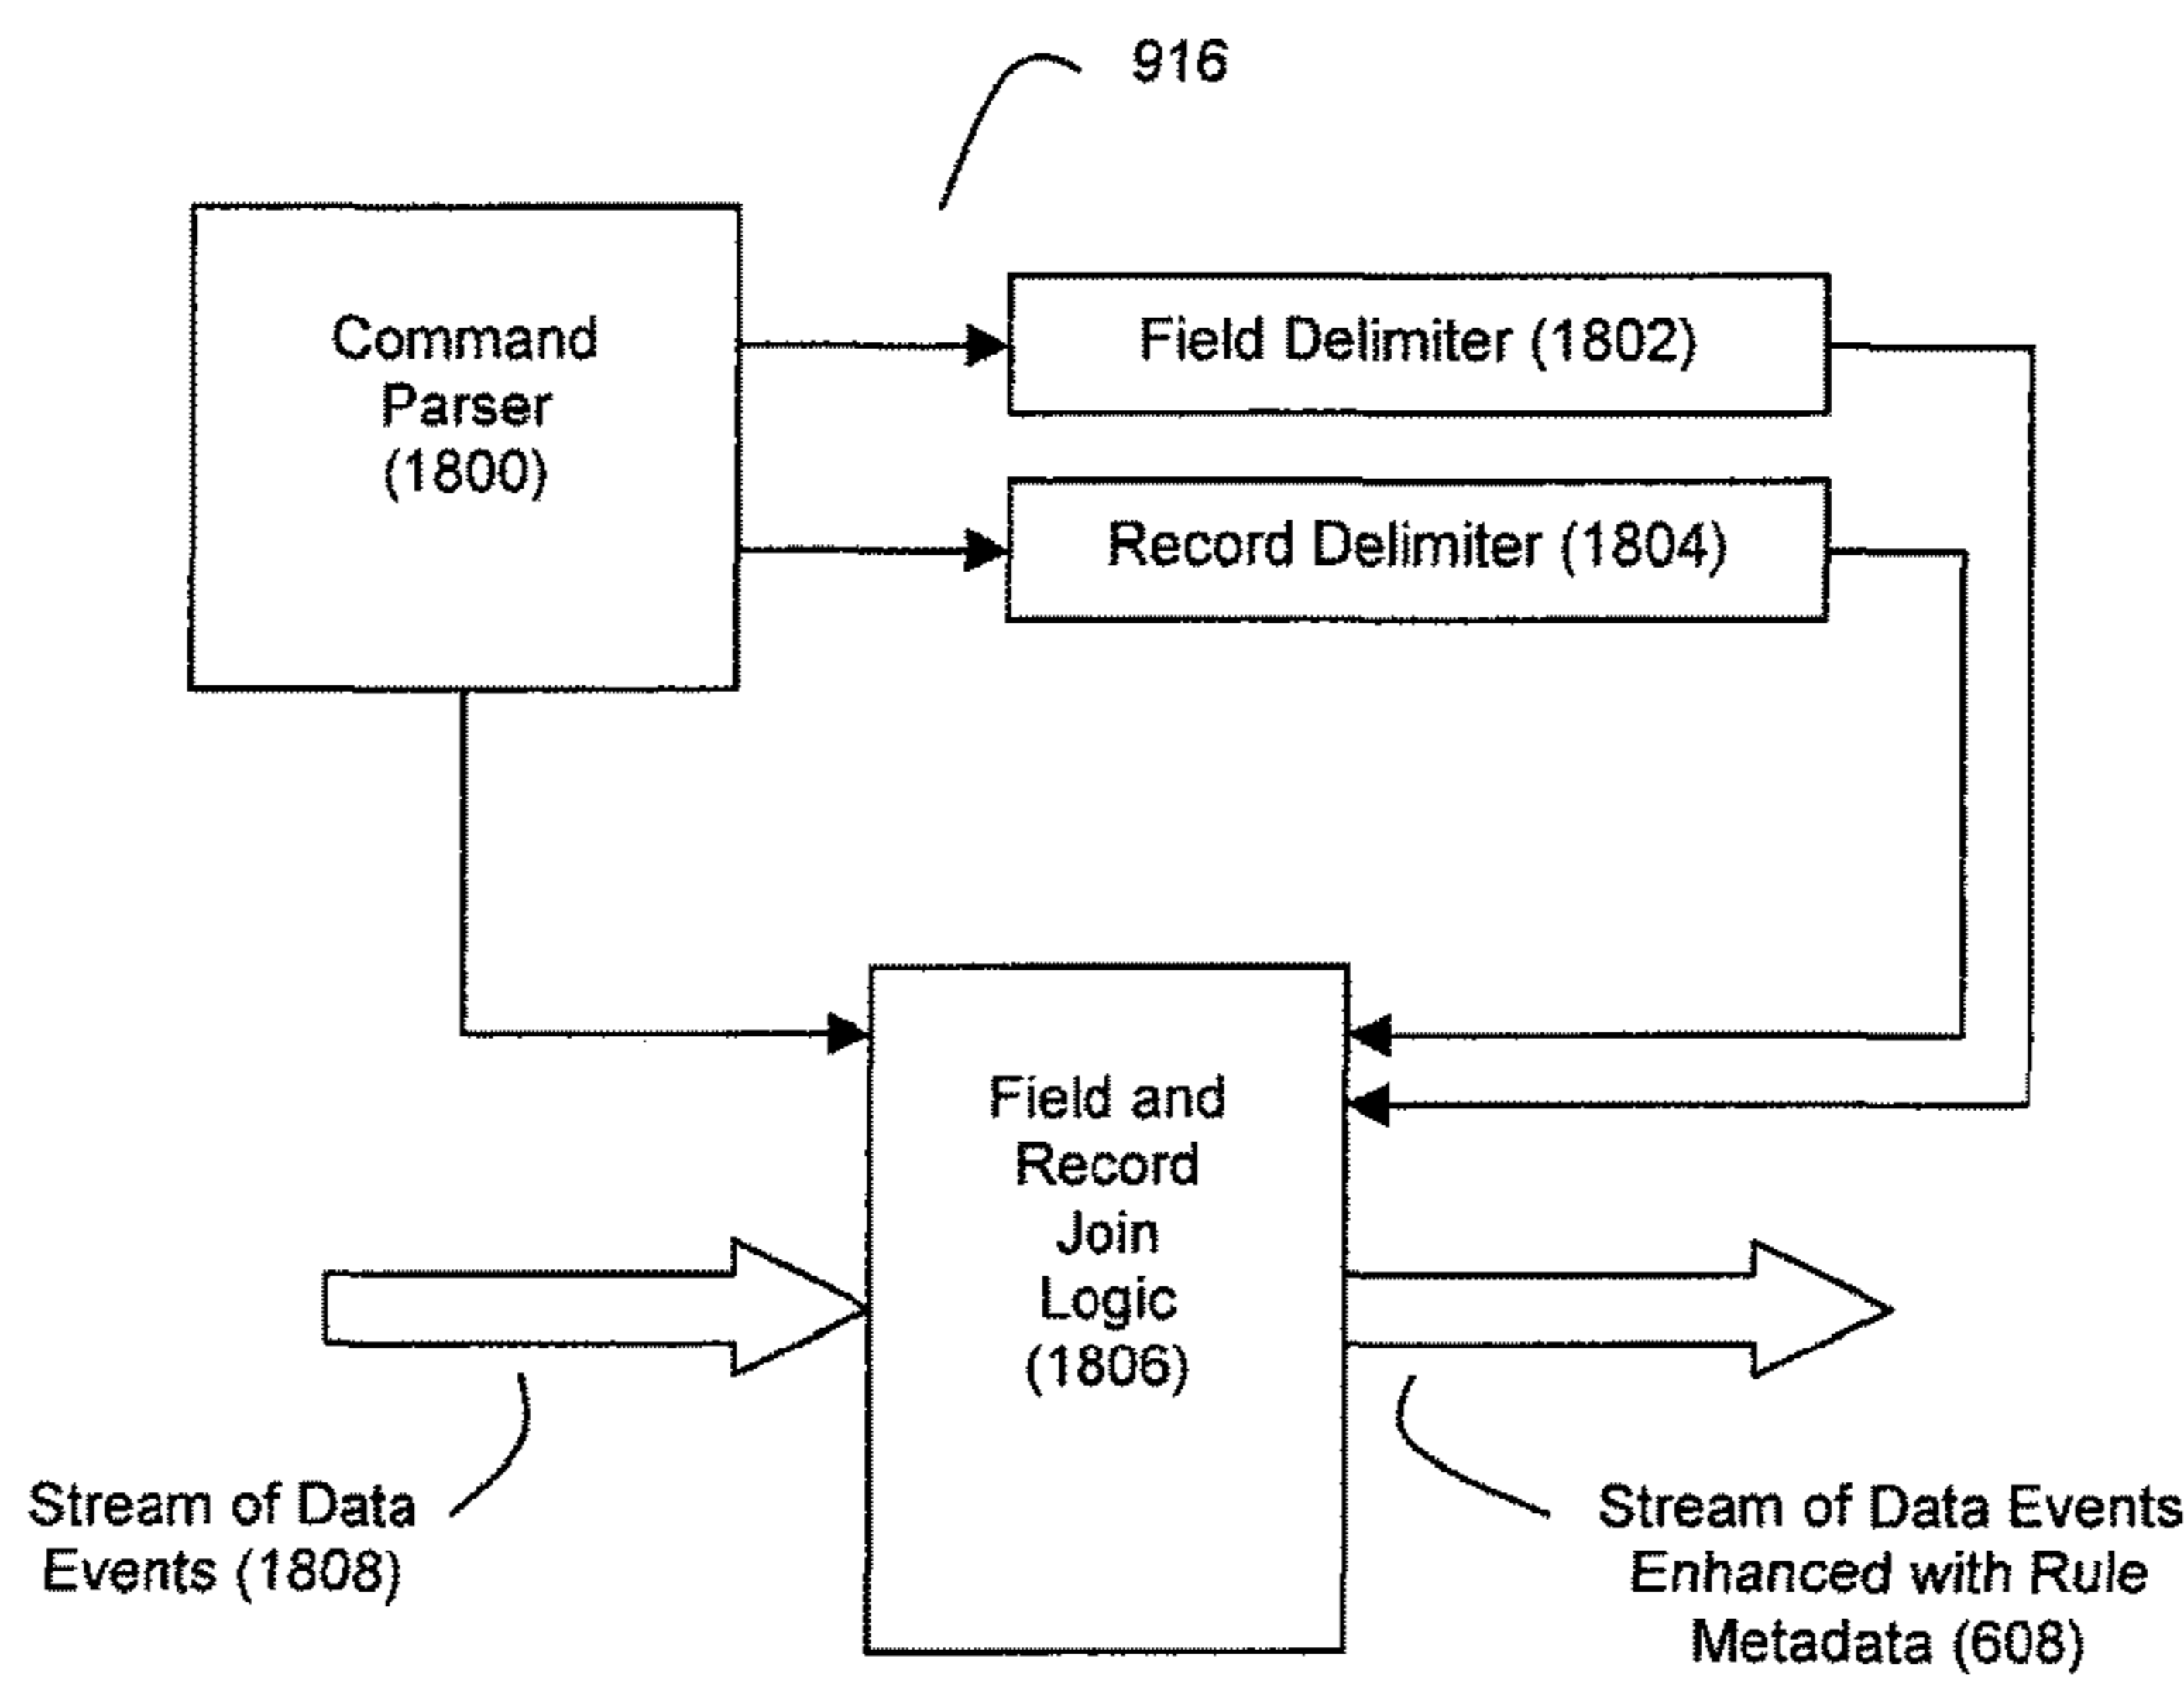 916
Command
Parser
(1800)
Field Delimiter (1802)
Record Delimiter (1804)
Field and
Record
Join
Logic
(1806)
Stream of Data
Events (1808)
Stream of Data Events
Enhanced with Rule
Metadata (608)